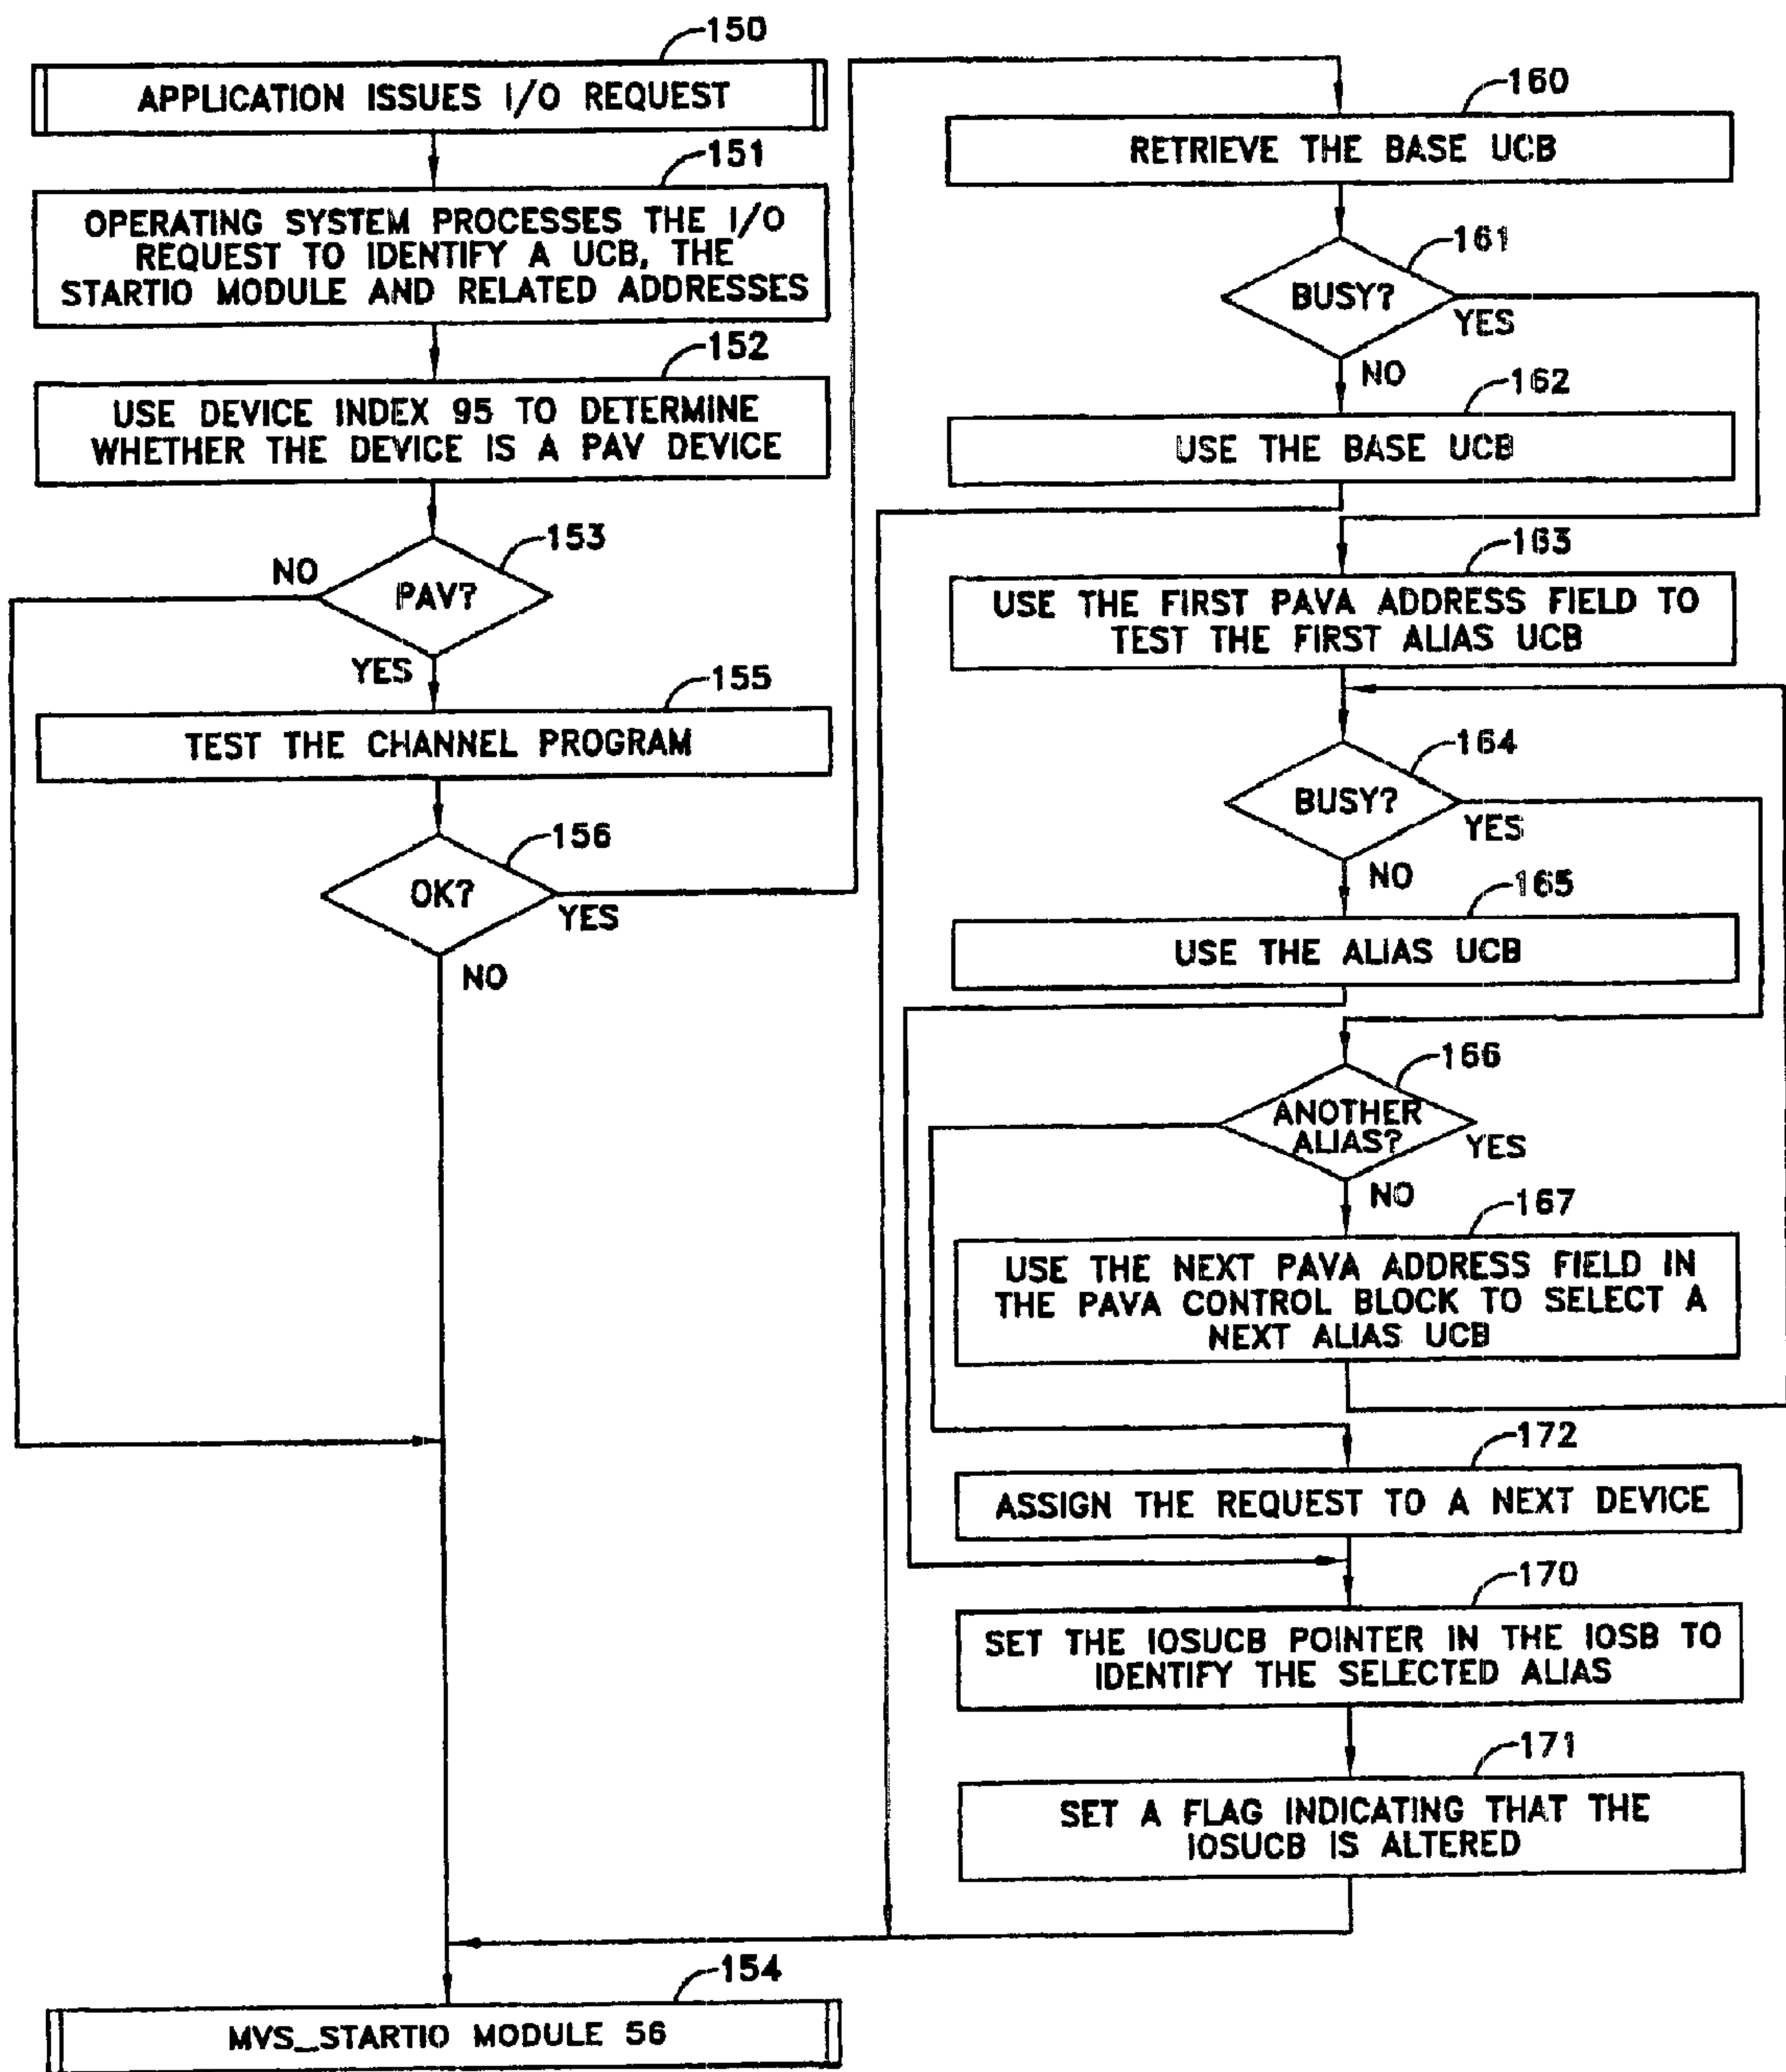 150
APPLICATION ISSUES I/O REQUEST
151
OPERATING SYSTEM PROCESSES THE I/O
REQUEST TO IDENTIFY A UCB, THE
STARTIO MODULE AND RELATED ADDRESSES
152
USE DEVICE INDEX 95 TO DETERMINE
WHETHER THE DEVICE IS A PAV DEVICE
153
NO
PAV?
YES
155
TEST THE CHANNEL PROGRAM
156
OK?
YES
NO
160
RETRIEVE THE BASE UCB
161
BUSY?
YES
NO
162
USE THE BASE UCB
163
USE THE FIRST PAVA ADDRESS FIELD TO
TEST THE FIRST ALIAS UCB
164
BUSY?
YES
NO
165
USE THE ALIAS UCB
166
ANOTHER
ALIAS?
YES
NO
167
USE THE NEXT PAVA ADDRESS FIELD IN
THE PAVA CONTROL BLOCK TO SELECT A
NEXT ALIAS UCB
172
ASSIGN THE REQUEST TO A NEXT DEVICE
170
SET THE IOSUCB POINTER IN THE IOSB TO
IDENTIFY THE SELECTED ALIAS
171
SET A FLAG INDICATING THAT THE
IOSUCB IS ALTERED
154
MVS_STARTIO MODULE 56